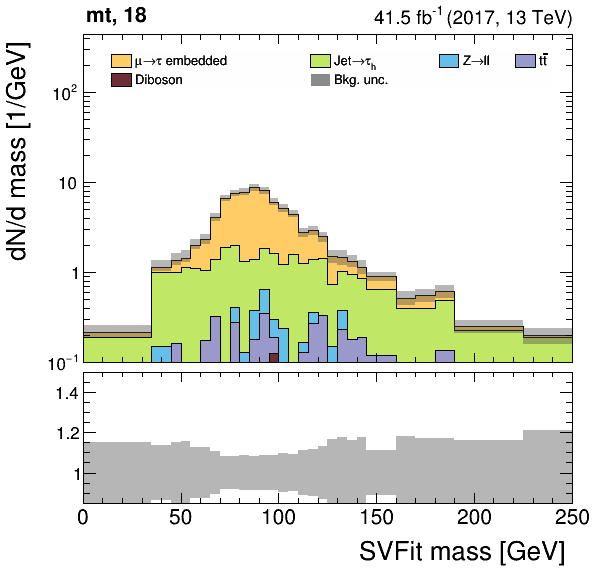 mt, 18
41.5 fb⁻¹ (2017, 13 TeV)
dN/d mass [1/GeV]
μ→τ embedded
Jet→τₕ
Z→ll
tt̄
Diboson
Bkg. unc.
10²
10
1
10⁻¹
1.4
1.2
1
0 50 100 150 200 250
SVFit mass [GeV]